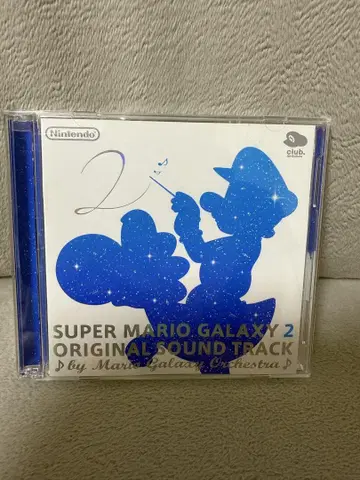 Nintendo
club.
2
SUPER MARIO GALAXY 2
ORIGINAL SOUND TRACK
♪ by Mario Galaxy Orchestra ♪